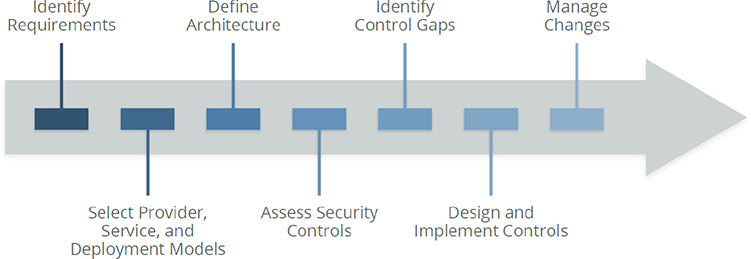 Identify
Requirements
Define
Architecture
Identify
Control Gaps
Manage
Changes
Select Provider,
Service, and
Deployment Models
Assess Security
Controls
Design and
Implement Controls